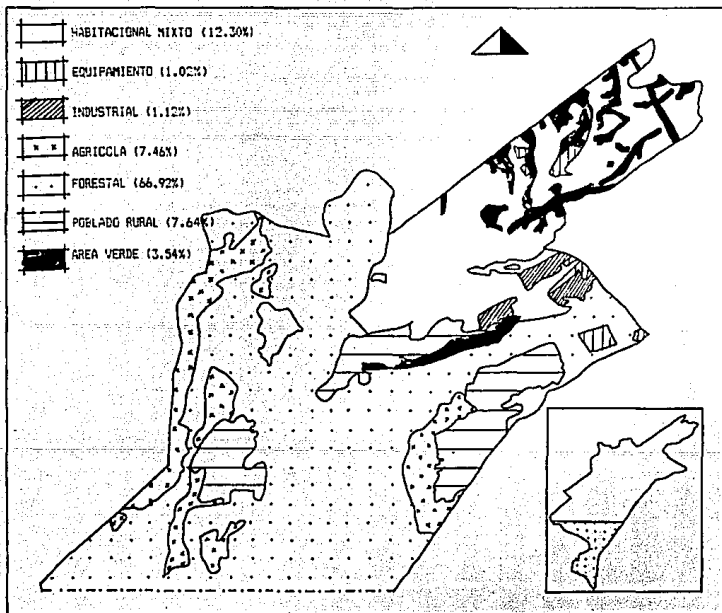 HABITACIONAL MIXTO (12.30%)
EQUIPAMIENTO (1.02%)
INDUSTRIAL (1.12%)
AGRICOLA (7.46%)
FORESTAL (66.92%)
POBLADO RURAL (7.64%)
AREA VERDE (3.54%)